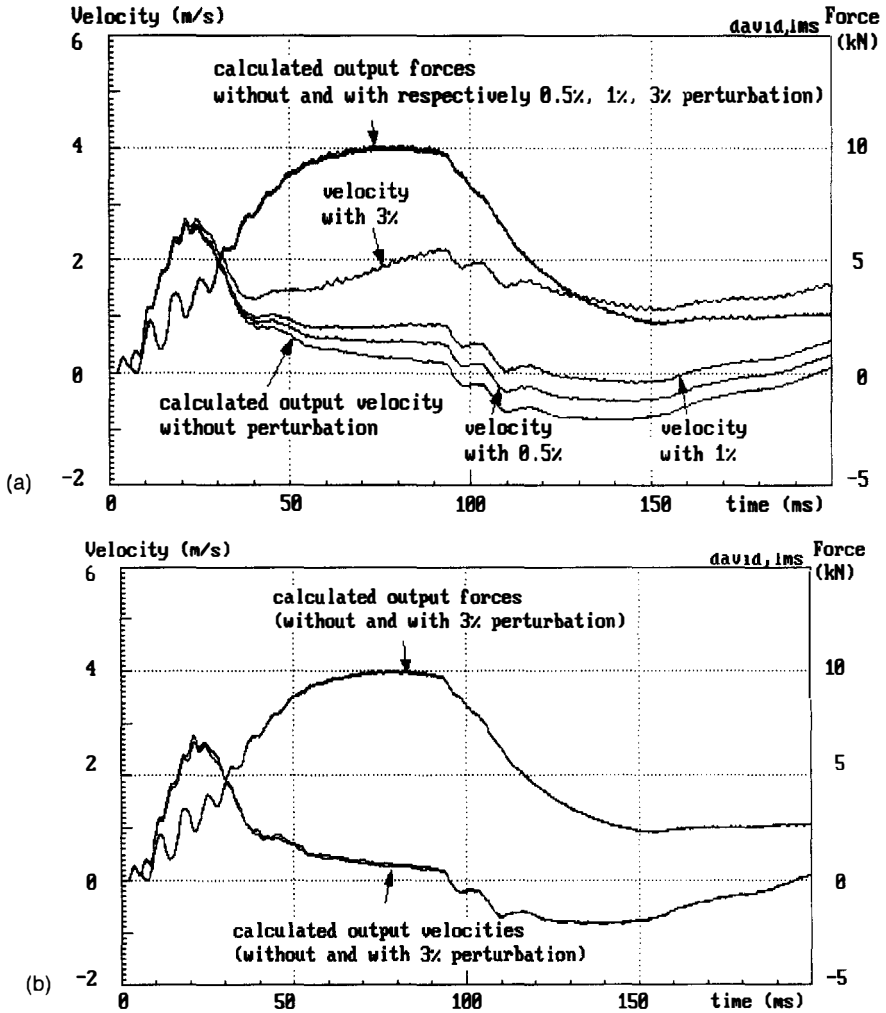 Velocity (m/s)
david,lms
Force
(kN)
6
calculated output forces
without and with respectively 0.5%, 1%, 3% perturbation)
4
10
velocity
with 3%
2
5
0
0
calculated output velocity
without perturbation
velocity
with 0.5%
velocity
with 1%
(a)
-2
-5
0
50
100
150
time (ms)
Velocity (m/s)
david,lms
Force
(kN)
6
calculated output forces
(without and with 3% perturbation)
4
10
2
5
0
0
calculated output velocities
(without and with 3% perturbation)
(b)
-2
-5
0
50
100
150
time (ms)